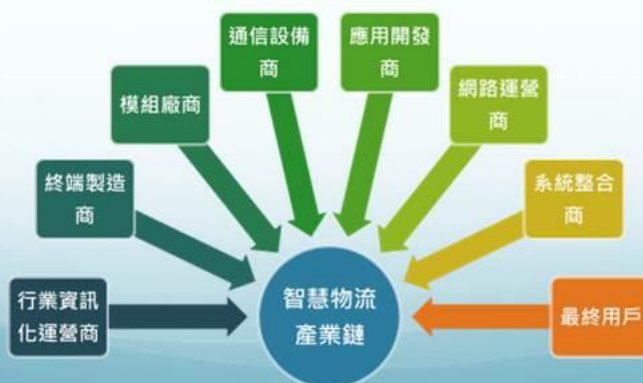 通信設備
商
應用開發
商
模組廠商
網路運營
商
終端製造
商
系統整合
商
行業資訊
化運營商
智慧物流
產業鏈
最終用戶